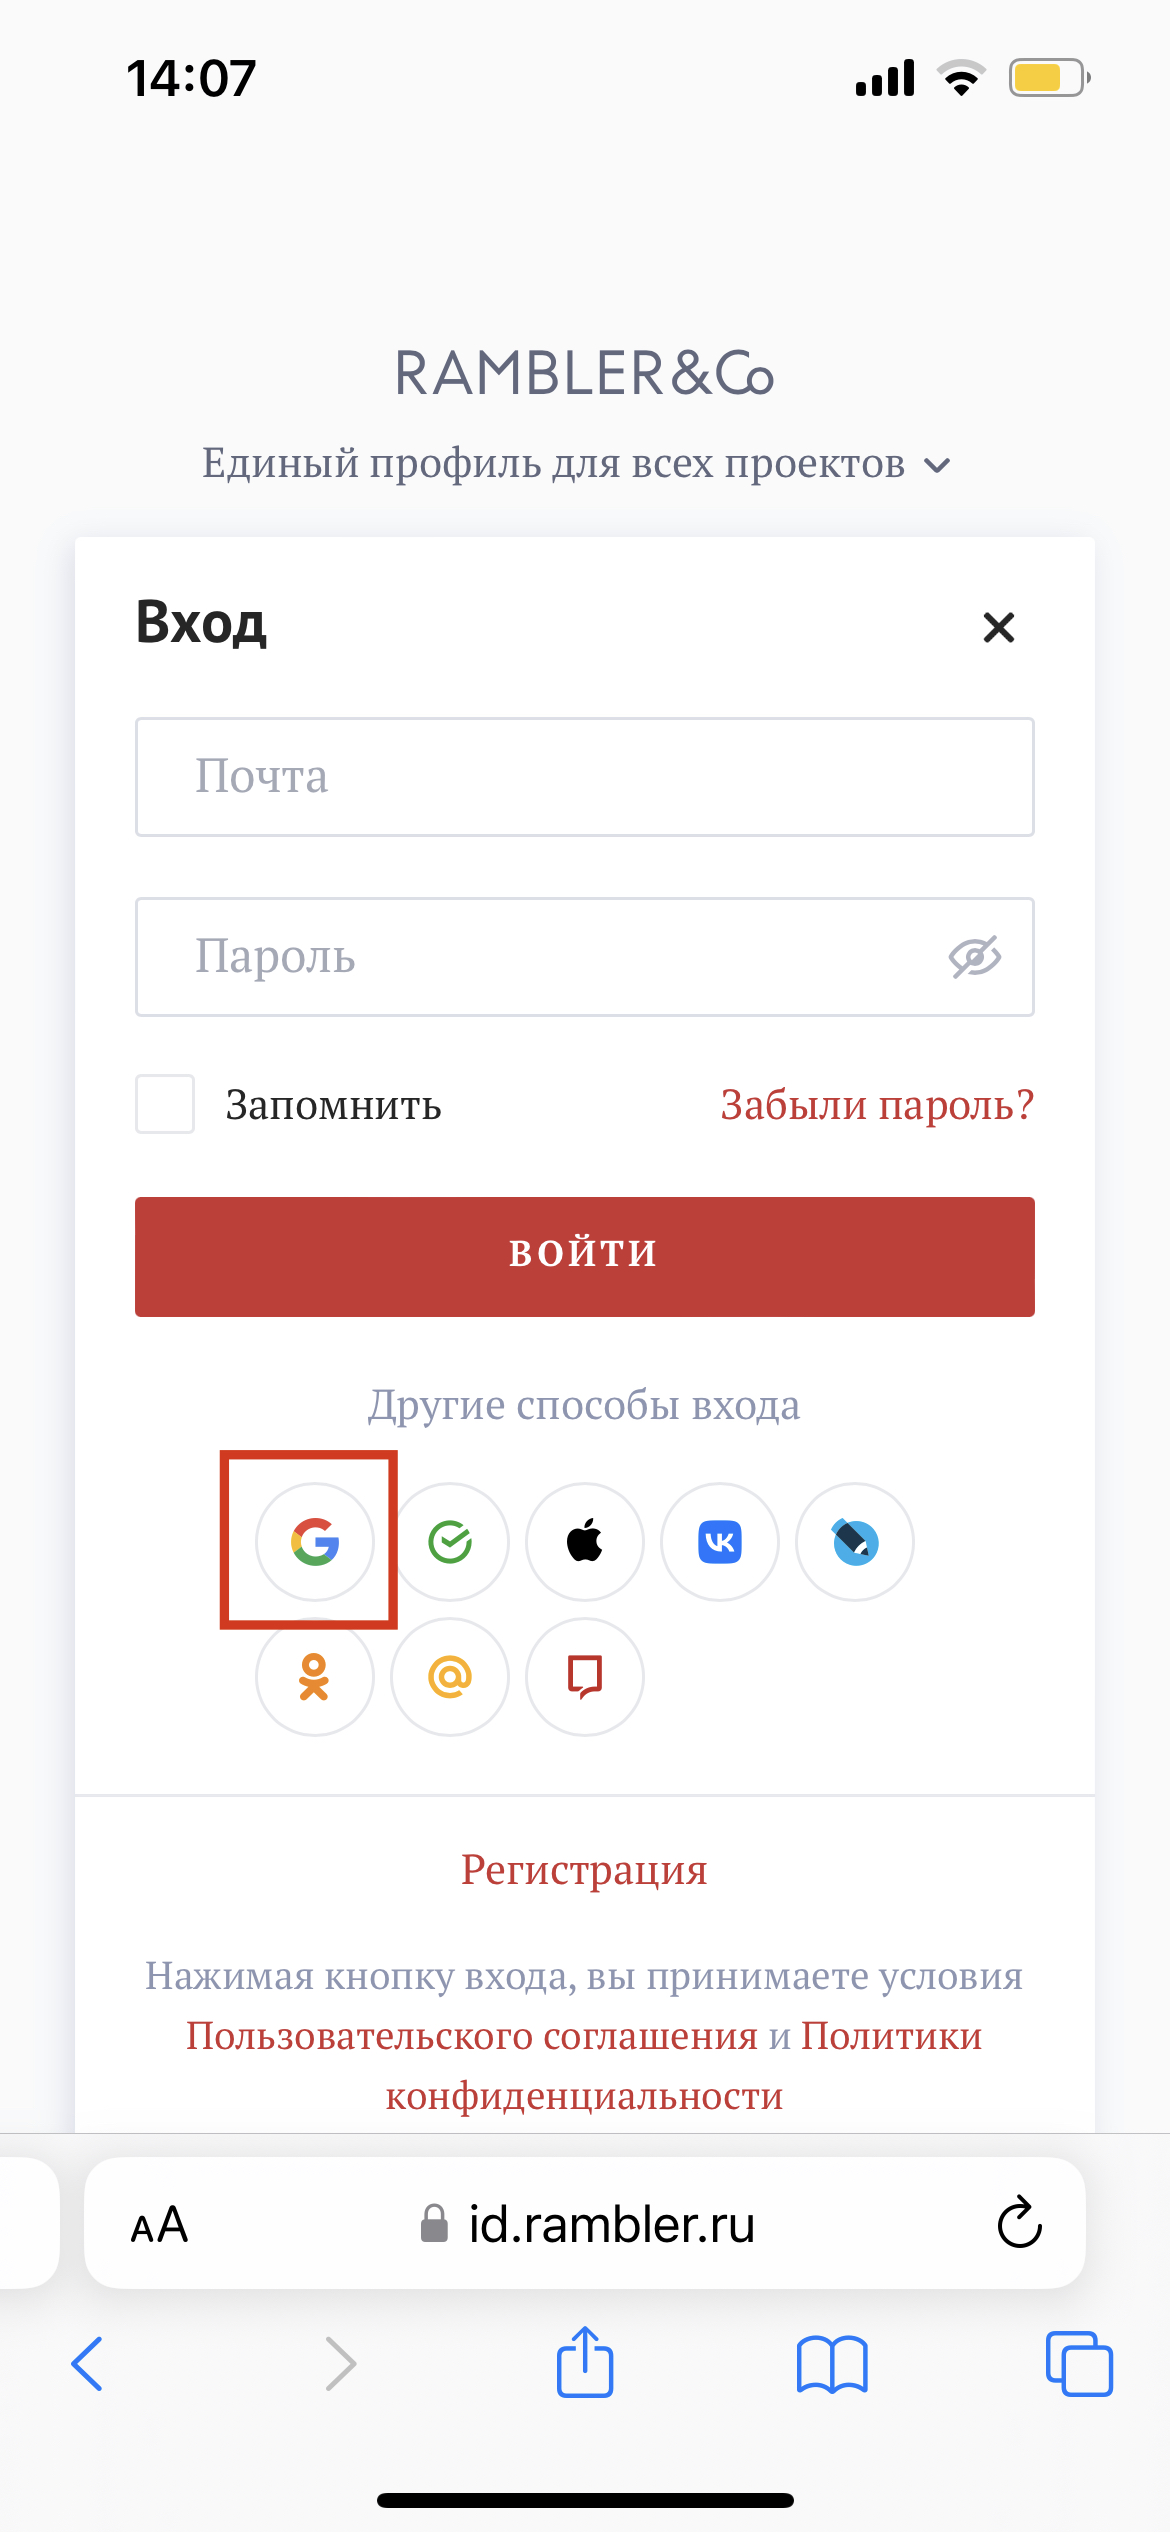 14:07
RAMBLER&Co
Единый профиль для всех проектов
Вход
Почта
Пароль
Запомнить
Забыли пароль?
ВОЙТИ
Другие способы входа
Регистрация
Нажимая кнопку входа, вы принимаете условия
Пользовательского соглашения и Политики
конфиденциальности
AA
id.rambler.ru